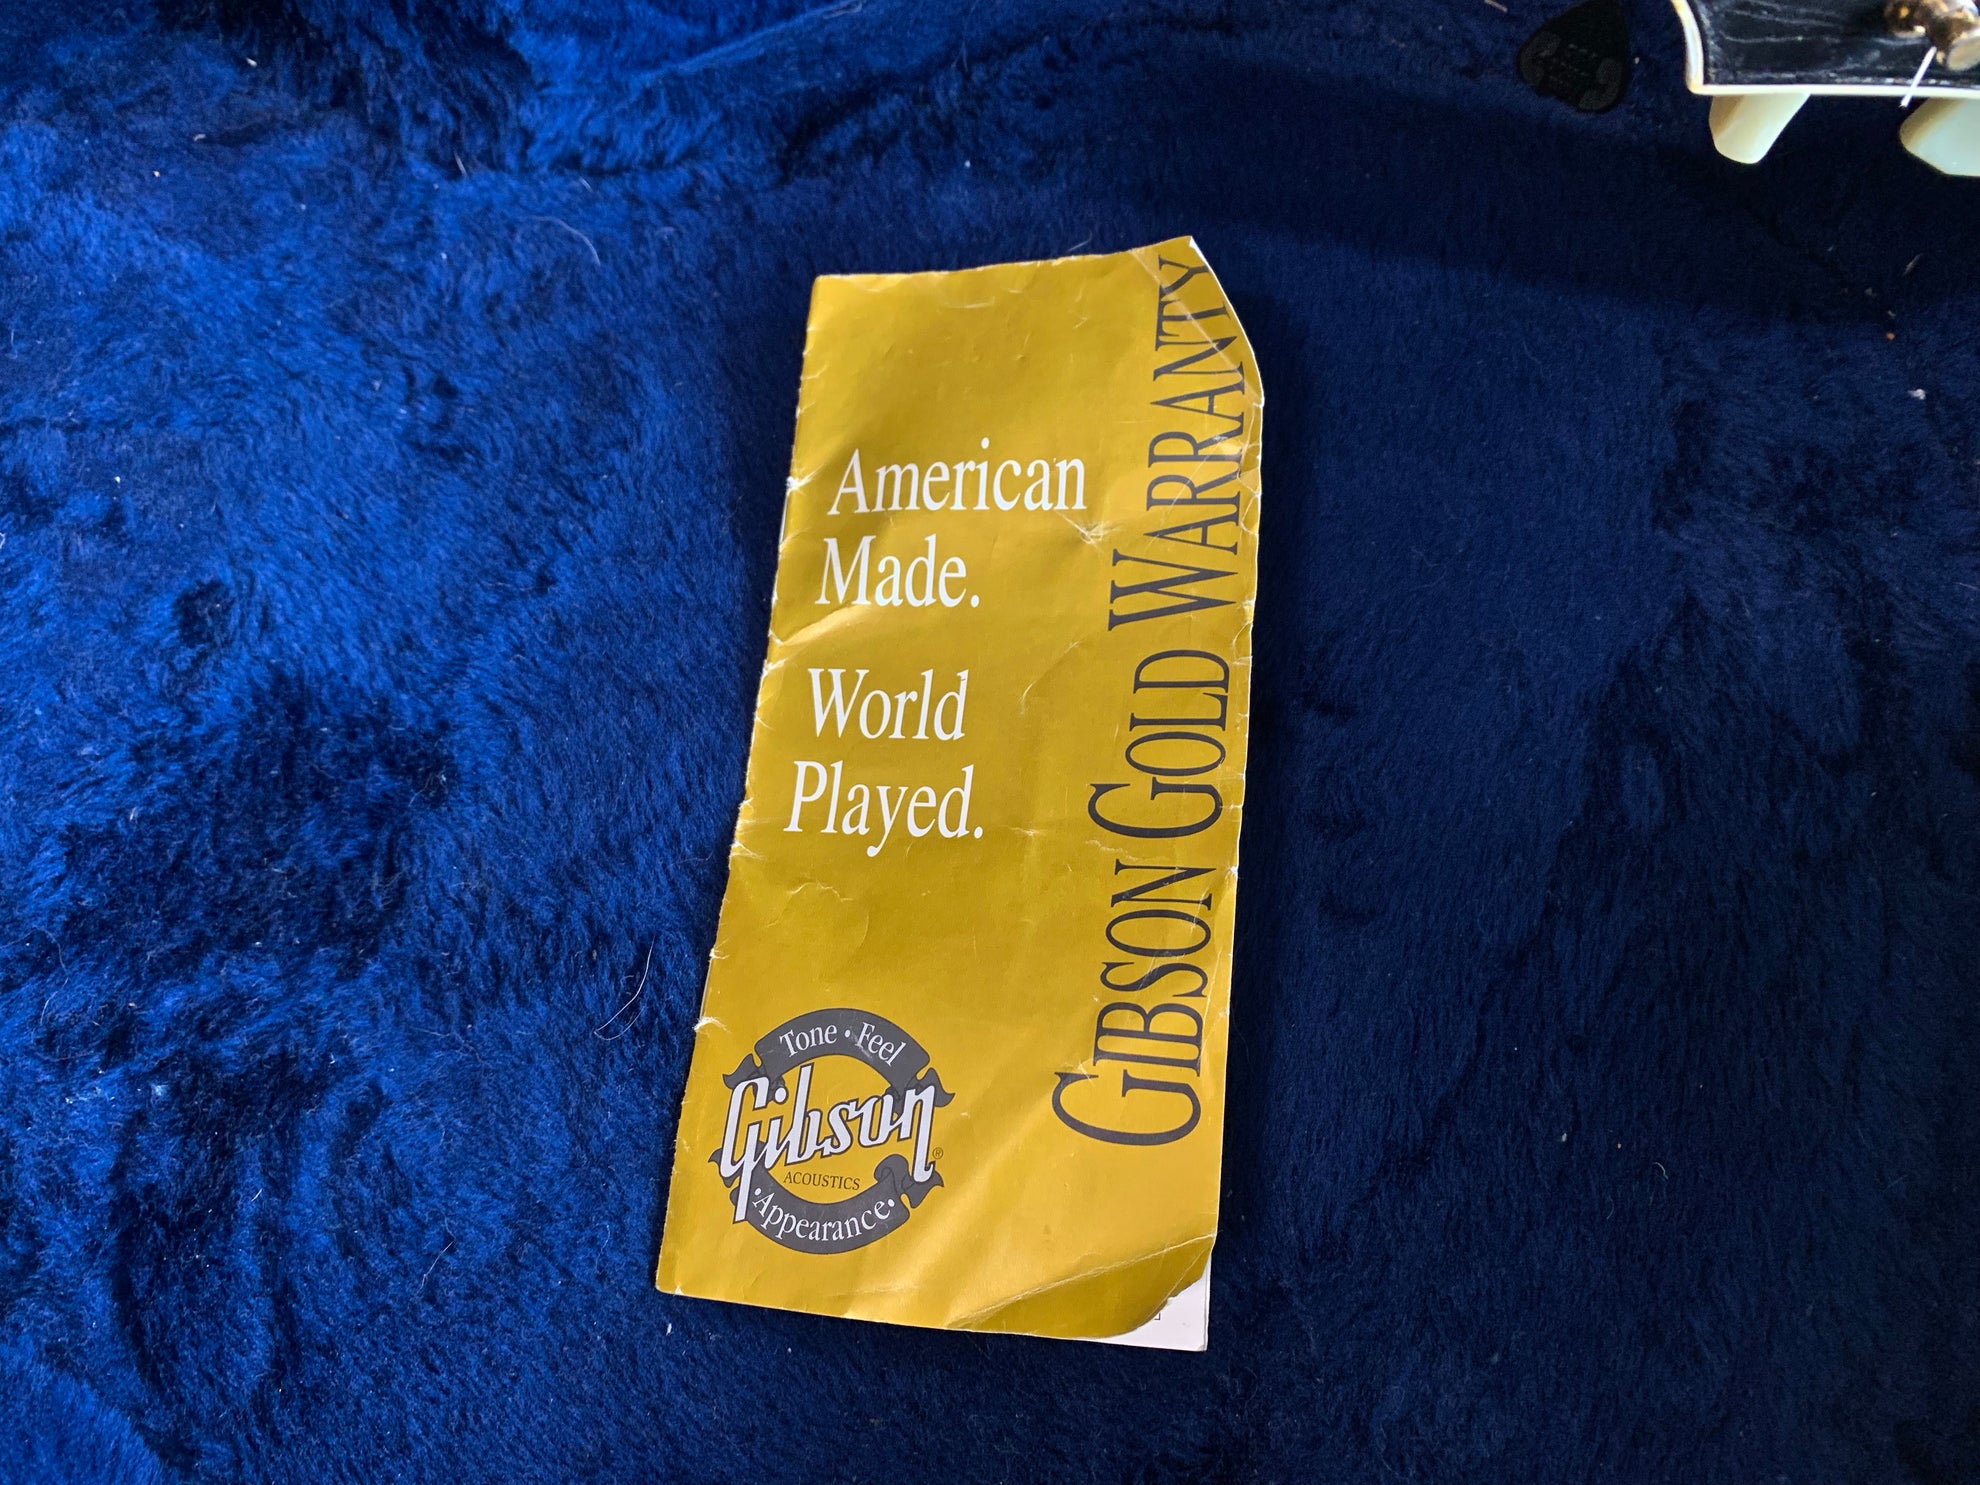 American
Made.
World
Played.
GIBSON GOLD WARRANTY
Tone • Feel
Gibson®
ACOUSTICS
•Appearance•